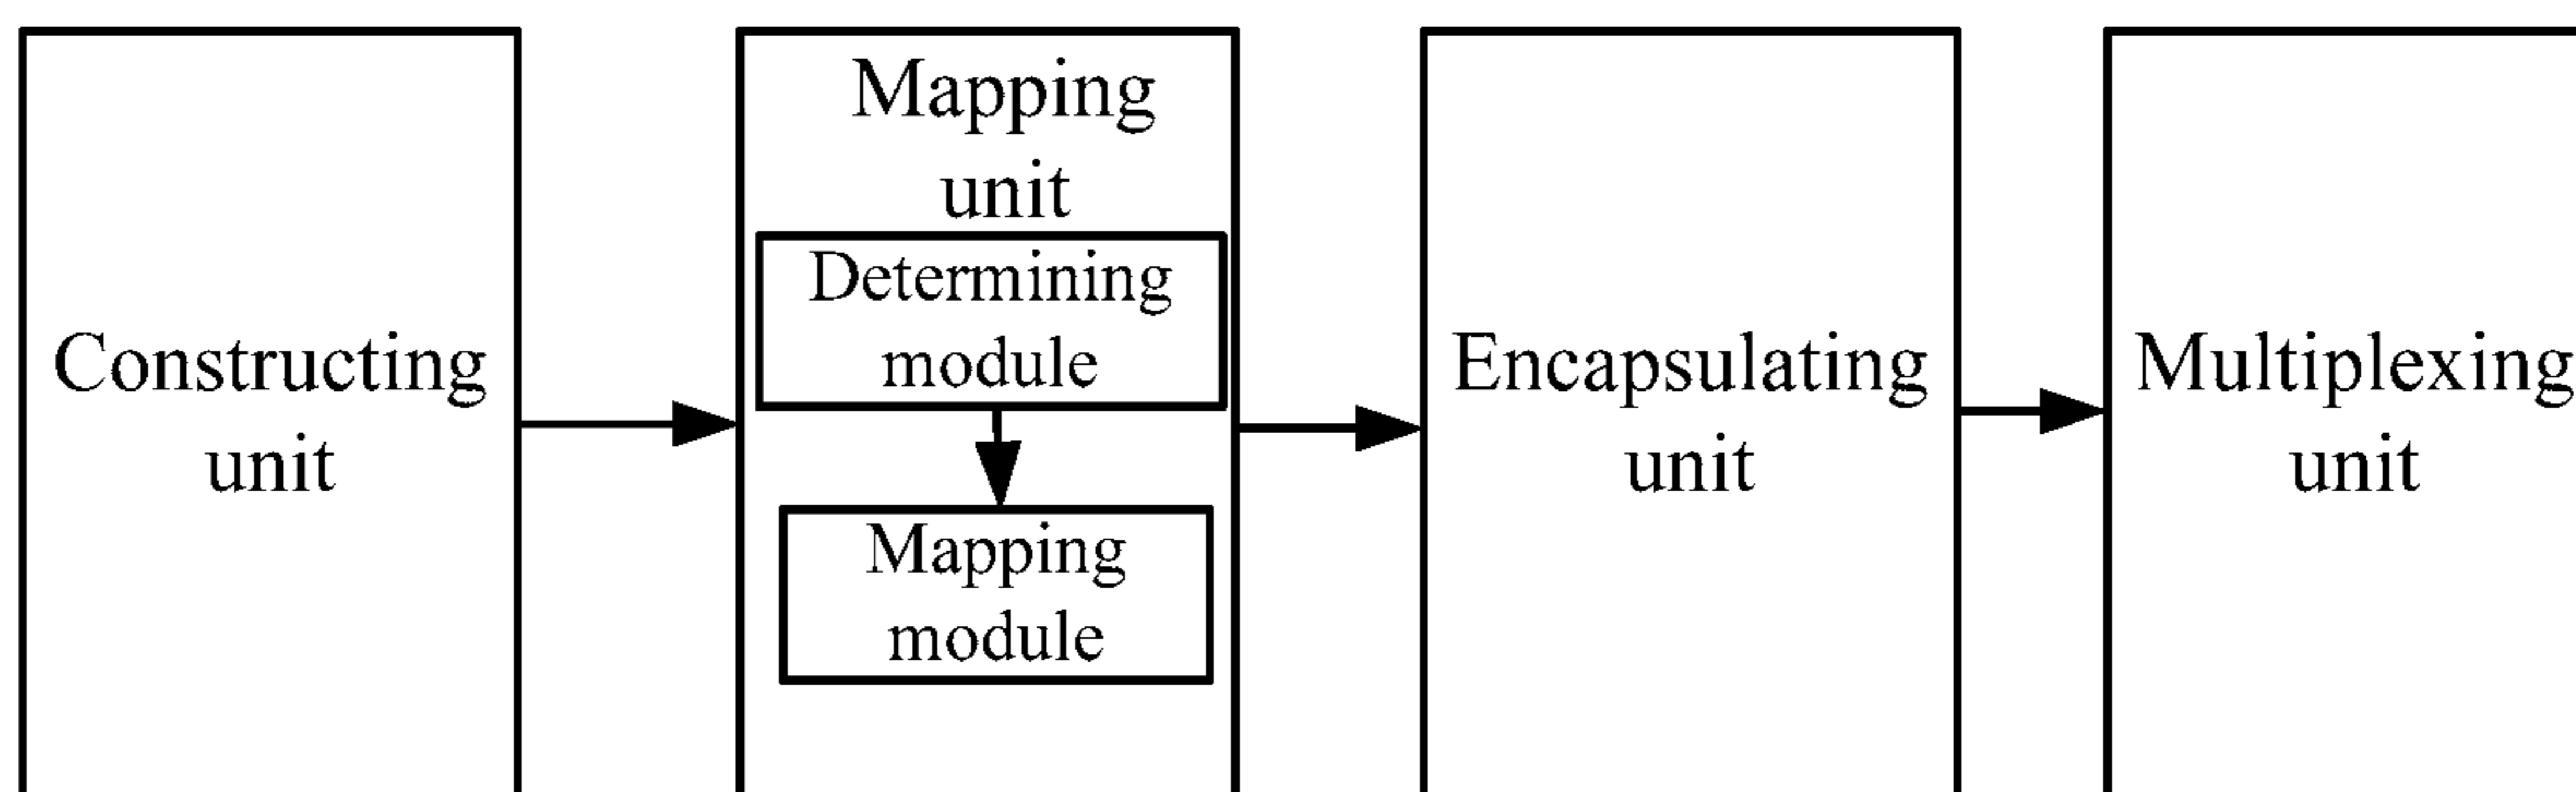 Constructing
unit
Mapping
unit
Determining
module
Mapping
module
Encapsulating
unit
Multiplexing
unit